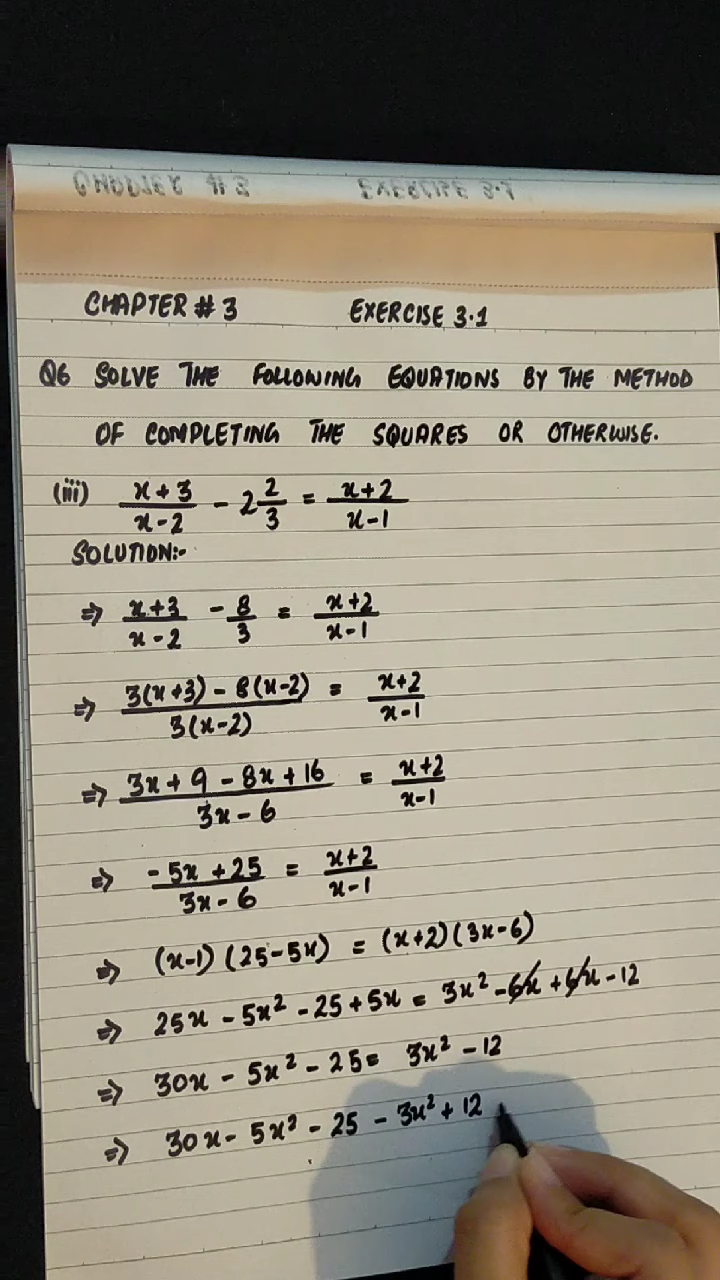 CHAPTER # 3 EXERCISE 3.1
Q6 SOLVE THE FOLLOWING EQUATIONS BY THE METHOD
OF COMPLETING THE SQUARES OR OTHERWISE.
(iii) (x+3)/(x-2) - 2 2/3 = (x+2)/(x-1)
SOLUTION:-
⇒ (x+3)/(x-2) - 8/3 = (x+2)/(x-1)
⇒ (3(x+3) - 8(x-2))/(3(x-2)) = (x+2)/(x-1)
⇒ (3x + 9 - 8x + 16)/(3x - 6) = (x+2)/(x-1)
⇒ (-5x + 25)/(3x - 6) = (x+2)/(x-1)
⇒ (x-1)(25-5x) = (x+2)(3x-6)
⇒ 25x - 5x² - 25 + 5x = 3x² - 6x + 6x - 12
⇒ 30x - 5x² - 25 = 3x² - 12
⇒ 30x - 5x² - 25 - 3x² + 12